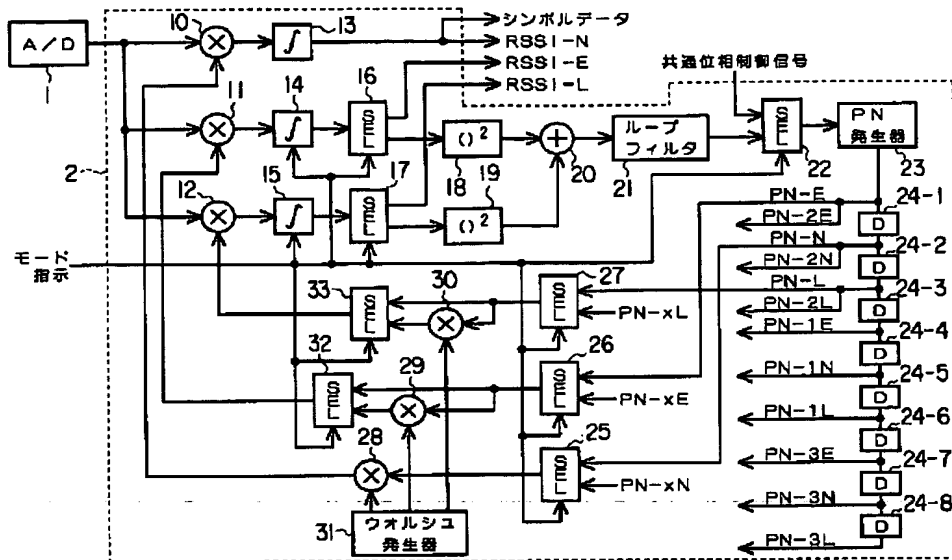 A/D
1
2
10
13
シンボルデータ
RSSI-N
RSSI-E
RSSI-L
11
14
16
SEL
12
15
17
SEL
( )²
18
19
( )²
20
ループ
フィルタ
21
共通位相制御信号
SEL
22
PN
発生器
23
モード
指示
PN-E
PN-2E
PN-N
PN-2N
PN-L
PN-2L
PN-1E
PN-1N
PN-1L
PN-3E
PN-3N
PN-3L
24-1
D
24-2
D
24-3
D
24-4
D
24-5
D
24-6
D
24-7
D
24-8
D
33
SEL
30
27
SEL
PN-xL
32
SEL
29
26
SEL
PN-xE
28
25
SEL
PN-xN
31
ウォルシュ
発生器